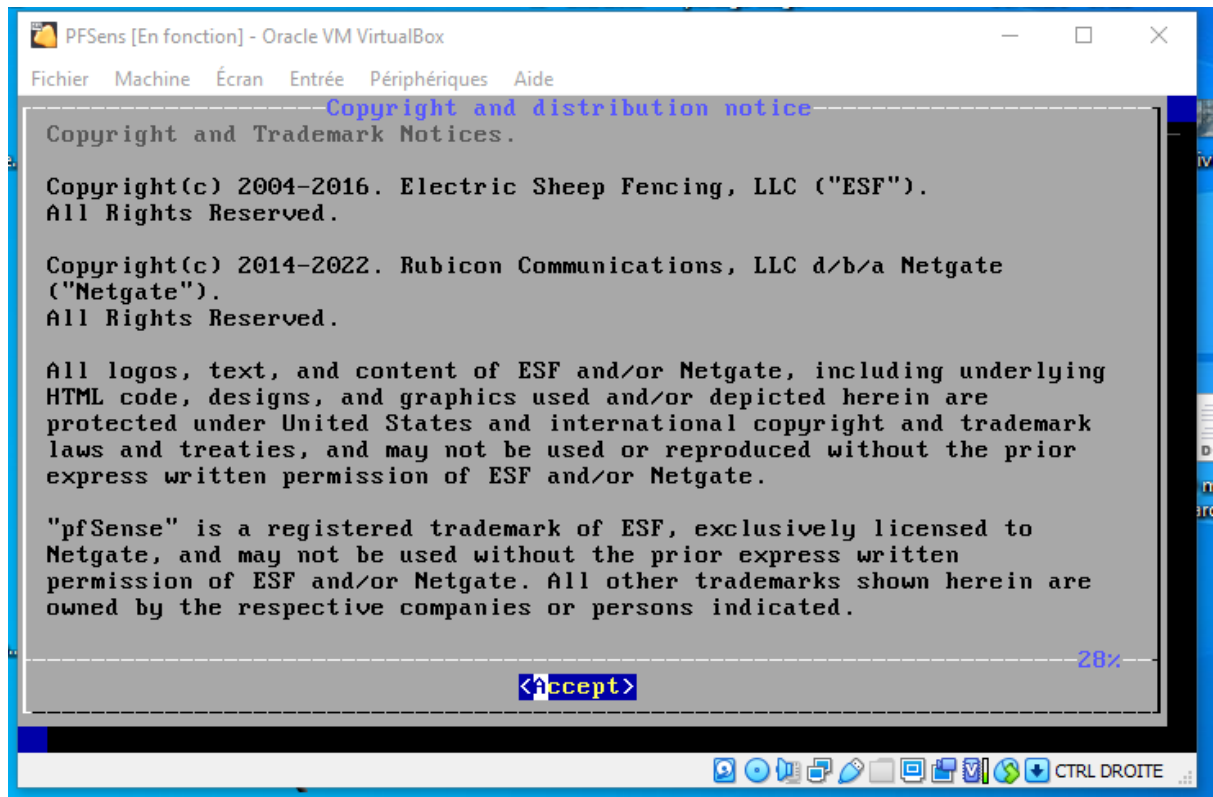 PFSens [En fonction] - Oracle VM VirtualBox
Fichier Machine Écran Entrée Périphériques Aide
Copyright and distribution notice
Copyright and Trademark Notices.
Copyright(c) 2004-2016. Electric Sheep Fencing, LLC ("ESF").
All Rights Reserved.
Copyright(c) 2014-2022. Rubicon Communications, LLC d/b/a Netgate
("Netgate").
All Rights Reserved.
All logos, text, and content of ESF and/or Netgate, including underlying
HTML code, designs, and graphics used and/or depicted herein are
protected under United States and international copyright and trademark
laws and treaties, and may not be used or reproduced without the prior
express written permission of ESF and/or Netgate.
"pfSense" is a registered trademark of ESF, exclusively licensed to
Netgate, and may not be used without the prior express written
permission of ESF and/or Netgate. All other trademarks shown herein are
owned by the respective companies or persons indicated.
28%
<Accept>
CTRL DROITE